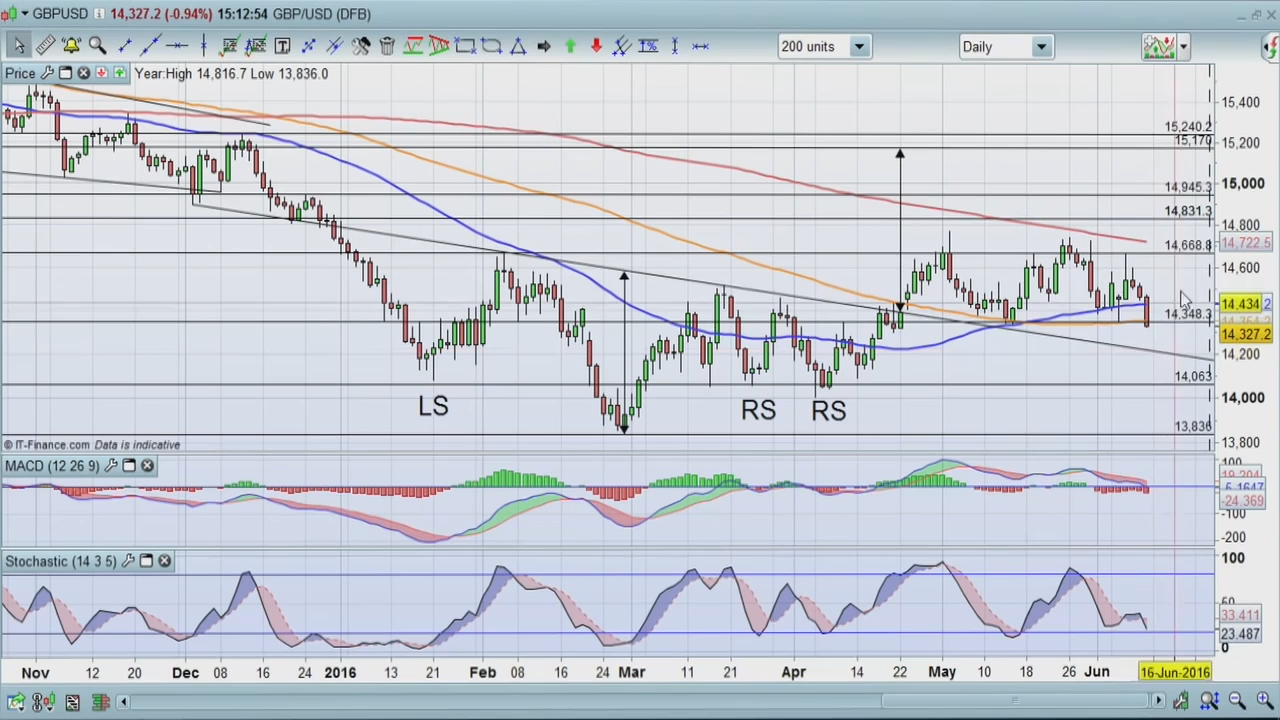 GBPUSD 14,327.2 (-0.94%) 15:12:54 GBP/USD (DFB)
200 units
Daily
Price
Year:High 14,816.7 Low 13,836.0
15,400
15,240.2
15,170
15,200
15,000
14,945.3
14,831.3
14,800
14,668.8
14,722.5
14,600
14,434.2
14,348.3
14,327.2
14,200
14,063
14,000
13,836
13,800
LS
RS
RS
© IT-Finance.com Data is indicative
MACD (12 26 9)
100
19.204
-5.1647
-24.369
-100
-200
Stochastic (14 3 5)
100
50
33.411
23.487
0
Nov 12 20 Dec 08 16 2016 13 21 Feb 08 16 Mar 11 21 Apr 14 22 May 10 18 26 Jun 16-Jun-2016